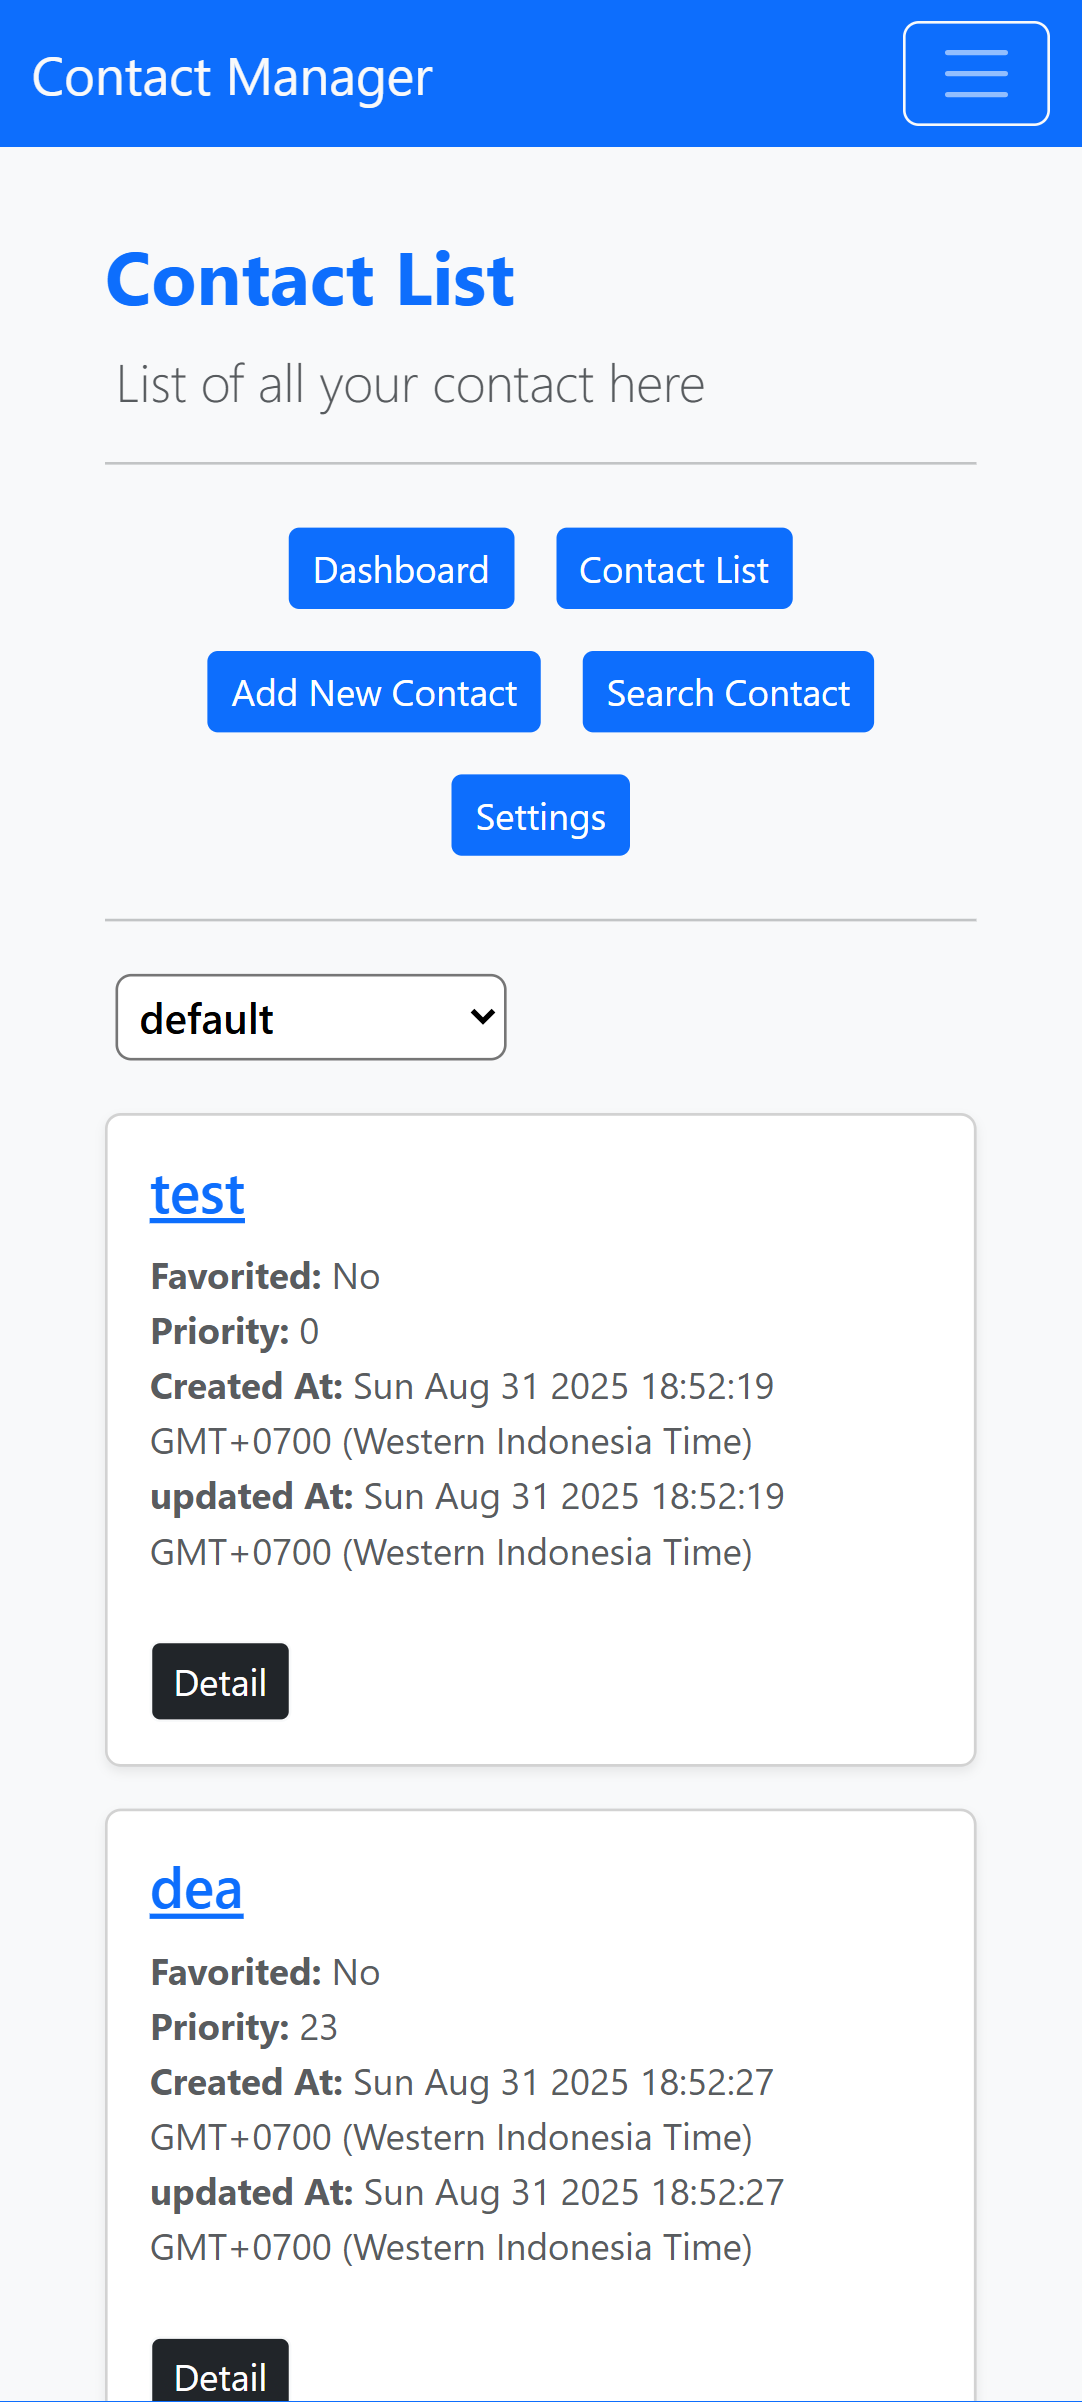 Contact Manager
Contact List
List of all your contact here
Dashboard
Contact List
Add New Contact
Search Contact
Settings
default
test
Favorited: No
Priority: 0
Created At: Sun Aug 31 2025 18:52:19
GMT+0700 (Western Indonesia Time)
updated At: Sun Aug 31 2025 18:52:19
GMT+0700 (Western Indonesia Time)
Detail
dea
Favorited: No
Priority: 23
Created At: Sun Aug 31 2025 18:52:27
GMT+0700 (Western Indonesia Time)
updated At: Sun Aug 31 2025 18:52:27
GMT+0700 (Western Indonesia Time)
Detail